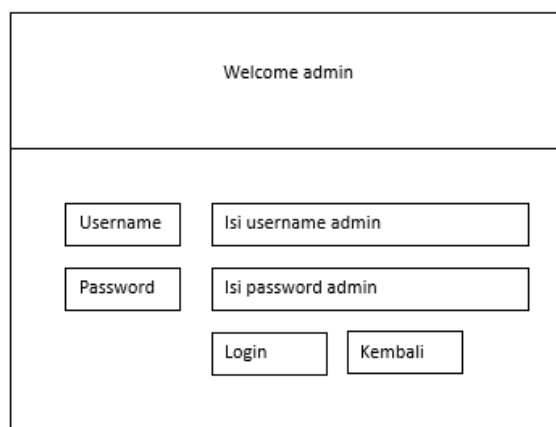 Welcome admin
Username Isi username admin
Password Isi password admin
Login Kembali